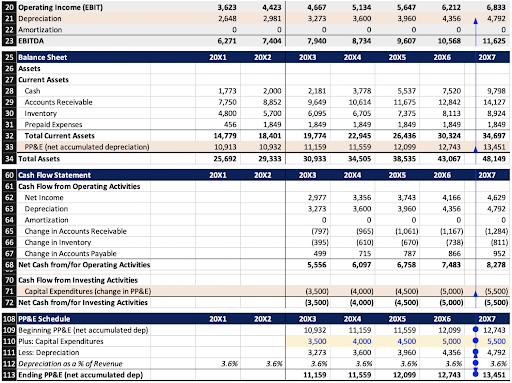 20 Operating Income (EBIT) 3,623 4,423 4,667 5,134 5,647 6,212 6,833
21 Depreciation 2,648 2,981 3,273 3,600 3,960 4,356 4,792
22 Amortization 0 0 0 0 0 0 0
23 EBITDA 6,271 7,404 7,940 8,734 9,607 10,568 11,625
25 Balance Sheet 20X1 20X2 20X3 20X4 20X5 20X6 20X7
26 Assets
27 Current Assets
28 Cash 1,773 2,000 2,181 3,778 5,537 7,520 9,798
29 Accounts Receivable 7,750 8,852 9,649 10,614 11,675 12,842 14,127
30 Inventory 4,800 5,700 6,095 6,705 7,375 8,113 8,924
31 Prepaid Expenses 456 1,849 1,849 1,849 1,849 1,849 1,849
32 Total Current Assets 14,779 18,401 19,774 22,945 26,436 30,324 34,697
33 PP&E (net accumulated depreciation) 10,913 10,932 11,159 11,559 12,099 12,743 13,451
34 Total Assets 25,692 29,333 30,933 34,505 38,535 43,067 48,149
60 Cash Flow Statement 20X1 20X2 20X3 20X4 20X5 20X6 20X7
61 Cash Flow from Operating Activities
62 Net Income 2,977 3,356 3,743 4,166 4,629
63 Depreciation 3,273 3,600 3,960 4,356 4,792
64 Amortization 0 0 0 0 0
65 Change in Accounts Receivable (797) (965) (1,061) (1,167) (1,284)
66 Change in Inventory (395) (610) (670) (738) (811)
67 Change in Accounts Payable 499 715 787 866 952
68 Net Cash from/for Operating Activities 5,556 6,097 6,758 7,483 8,278
70 Cash Flow from Investing Activities
71 Capital Expenditures (change in PP&E) (3,500) (4,000) (4,500) (5,000) (5,500)
72 Net Cash from/for Investing Activities (3,500) (4,000) (4,500) (5,000) (5,500)
108 PP&E Schedule 20X1 20X2 20X3 20X4 20X5 20X6 20X7
109 Beginning PP&E (net accumulated dep) 10,932 11,159 11,559 12,099 12,743
110 Plus: Capital Expenditures 3,500 4,000 4,500 5,000 5,500
111 Less: Depreciation 3,273 3,600 3,960 4,356 4,792
112 Depreciation as a % of Revenue 3.6% 3.6% 3.6% 3.6% 3.6% 3.6% 3.6%
113 Ending PP&E (net accumulated dep) 11,159 11,559 12,099 12,743 13,451